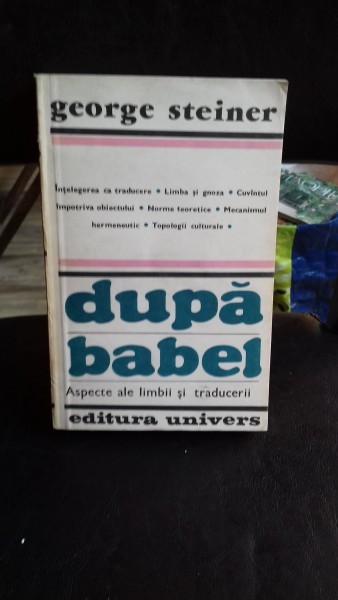 george steiner
Înțelegerea ca traducere • Limba și gnoza • Cuvîntul
împotriva obiectului • Norme teoretice • Mecanismul
hermeneutic • Topologii culturale •
după
babel
Aspecte ale limbii și traducerii
editura univers